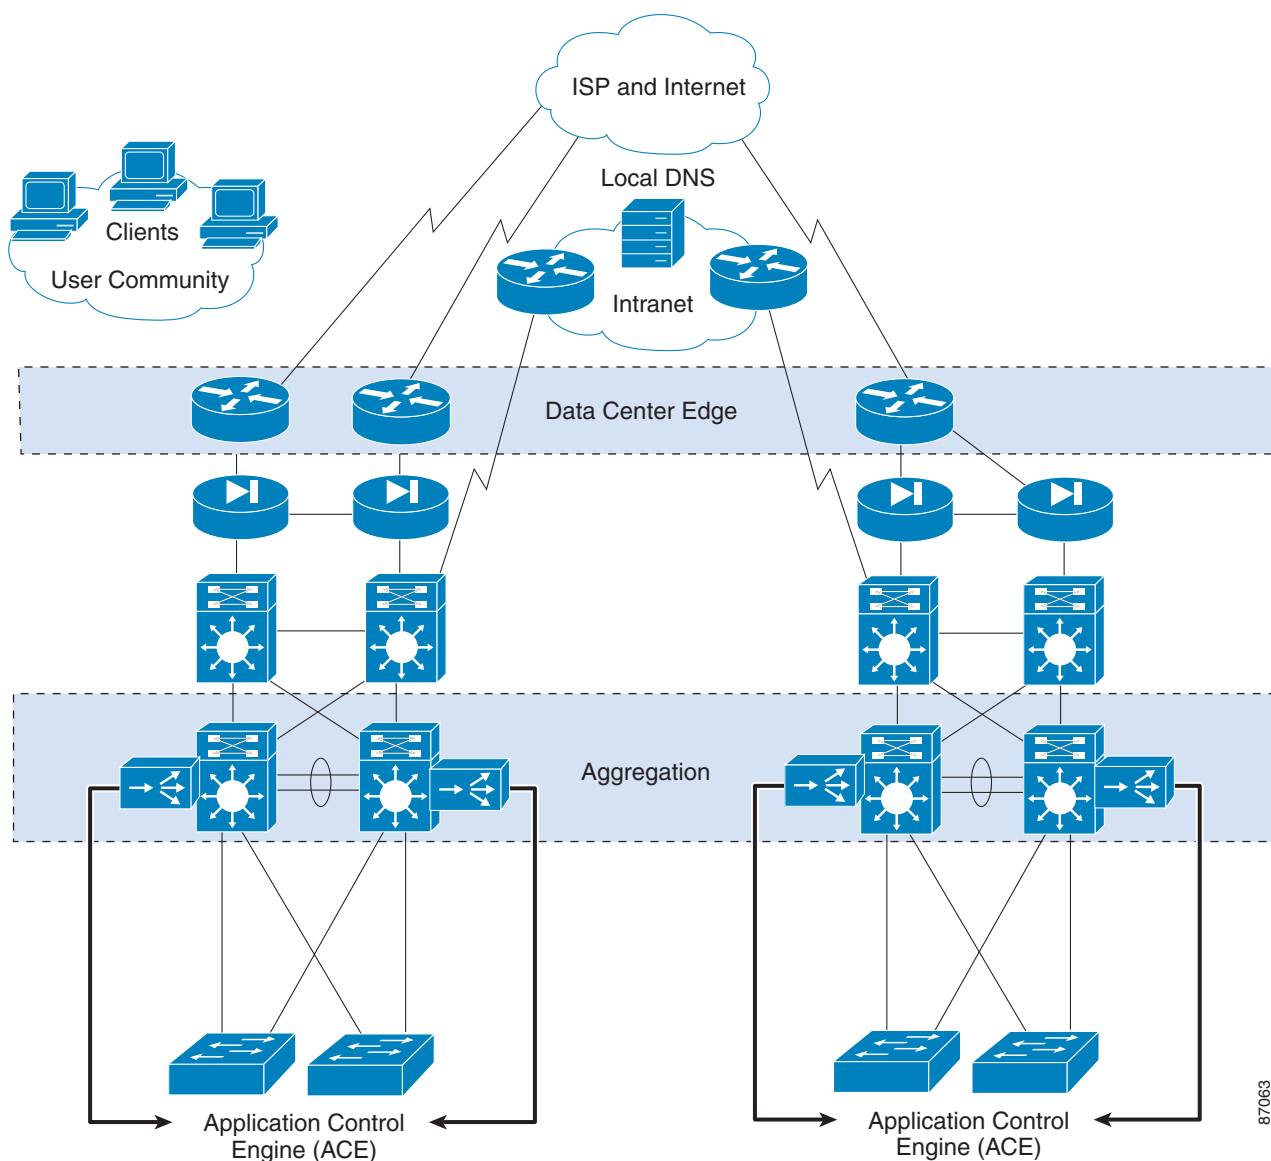 ISP and Internet
Local DNS
Clients
User Community
Intranet
Data Center Edge
Aggregation
Application Control
Engine (ACE)
Application Control
Engine (ACE)
87063